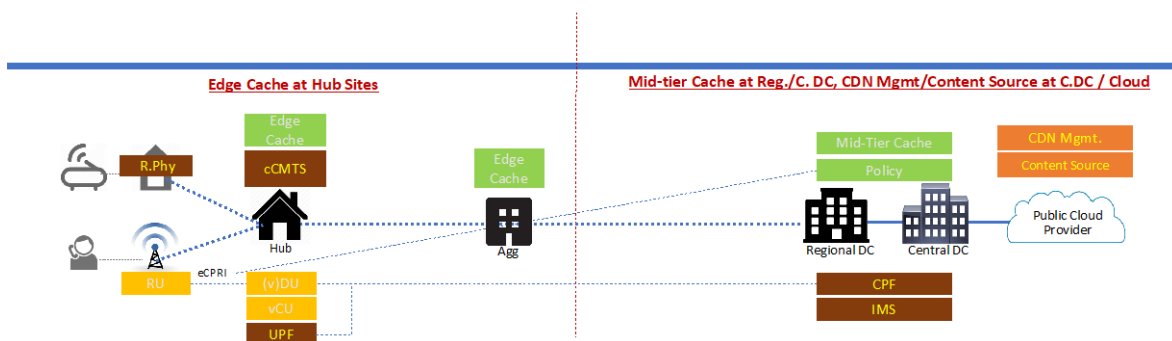 Edge Cache at Hub Sites
Mid-tier Cache at Reg./C. DC, CDN Mgmt/Content Source at C.DC / Cloud
Edge
Cache
R.Phy
cCMTS
Edge
Cache
Mid-Tier Cache
Policy
CDN Mgmt.
Content Source
Hub
Agg
Regional DC
Central DC
Public Cloud
Provider
eCPRI
RU
(v)DU
vCU
UPF
CPF
IMS